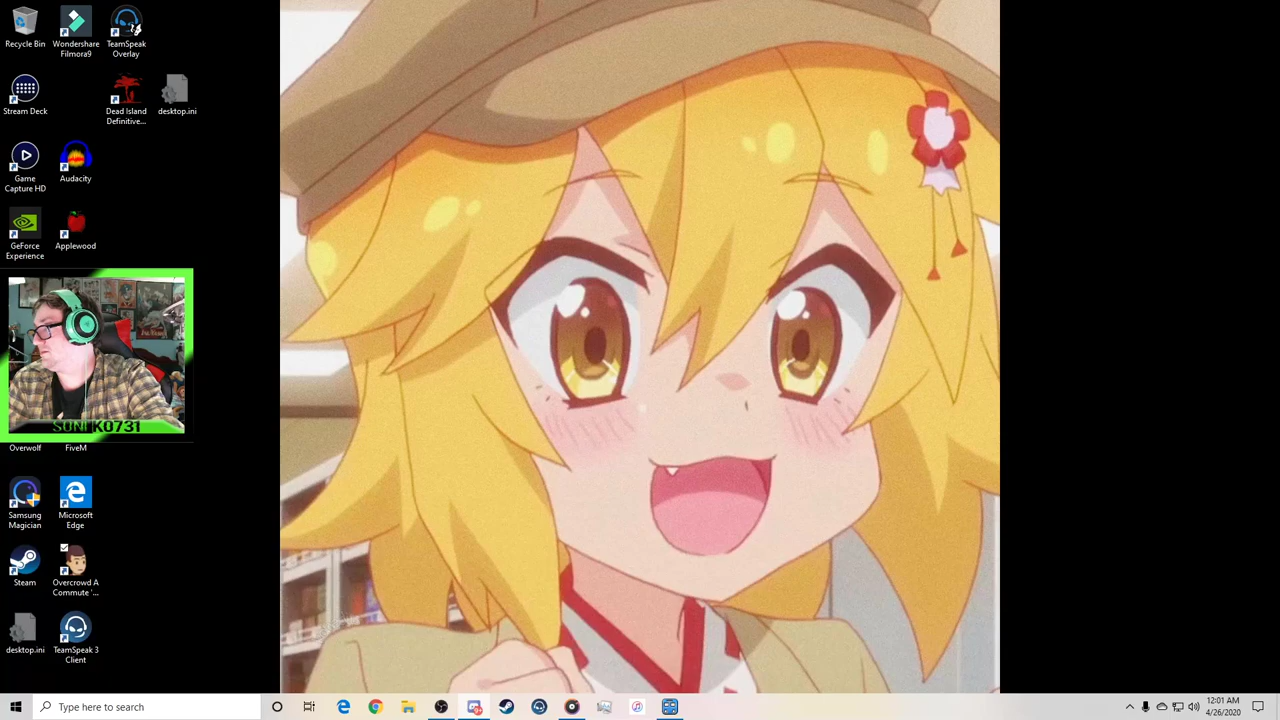 Recycle Bin
Wondershare
Filmora9
TeamSpeak
Overlay
Stream Deck
Dead Island
Definitive...
desktop.ini
Game
Capture HD
Audacity
GeForce
Experience
Applewood
SONIK0731
Overwolf
FiveM
Samsung
Magician
Microsoft
Edge
Steam
Overcrowd A
Commute '...
desktop.ini
TeamSpeak 3
Client
Type here to search
12:01 AM
4/26/2020